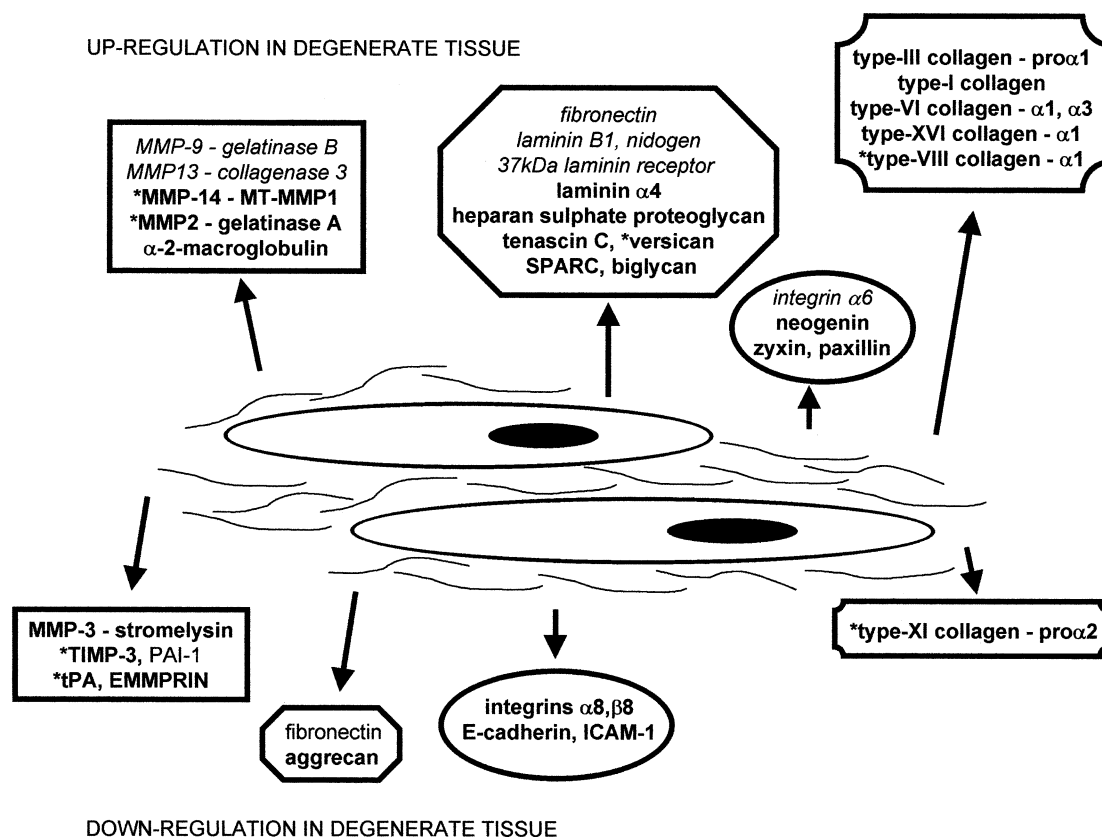 UP-REGULATION IN DEGENERATE TISSUE
type-III collagen - proα1
type-I collagen
type-VI collagen - α1, α3
type-XVI collagen - α1
*type-VIII collagen - α1
fibronectin
laminin B1, nidogen
37kDa laminin receptor
laminin α4
heparan sulphate proteoglycan
tenascin C, *versican
SPARC, biglycan
MMP-9 - gelatinase B
MMP13 - collagenase 3
*MMP-14 - MT-MMP1
*MMP2 - gelatinase A
α-2-macroglobulin
integrin α6
neogenin
zyxin, paxillin
MMP-3 - stromelysin
*TIMP-3, PAI-1
*tPA, EMMPRIN
fibronectin
aggrecan
integrins α8,β8
E-cadherin, ICAM-1
*type-XI collagen - proα2
DOWN-REGULATION IN DEGENERATE TISSUE